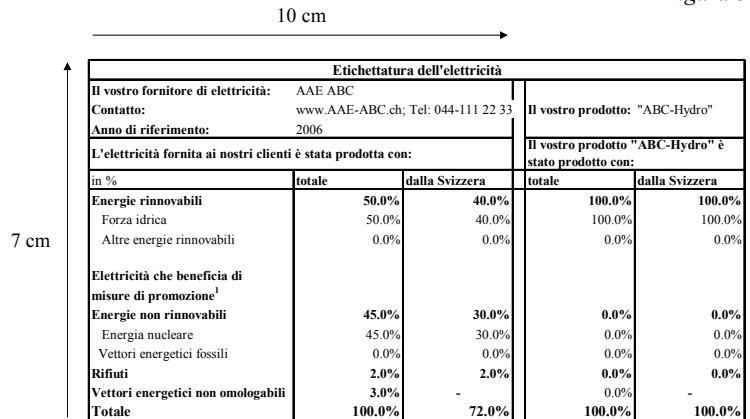 10 cm
7 cm
Etichettatura dell'elettricità
Il vostro fornitore di elettricità: AAE ABC
Contatto: www.AAE-ABC.ch; Tel: 044-111 22 33 Il vostro prodotto: "ABC-Hydro"
Anno di riferimento: 2006
L'elettricità fornita ai nostri clienti è stata prodotta con: Il vostro prodotto "ABC-Hydro" è
stato prodotto con:
in % totale dalla Svizzera totale dalla Svizzera
Energie rinnovabili 50.0% 40.0% 100.0% 100.0%
Forza idrica 50.0% 40.0% 100.0% 100.0%
Altre energie rinnovabili 0.0% 0.0% 0.0% 0.0%
Elettricità che beneficia di
misure di promozione¹
Energie non rinnovabili 45.0% 30.0% 0.0% 0.0%
Energia nucleare 45.0% 30.0% 0.0% 0.0%
Vettori energetici fossili 0.0% 0.0% 0.0% 0.0%
Rifiuti 2.0% 2.0% 0.0% 0.0%
Vettori energetici non omologabili 3.0% - 0.0% -
Totale 100.0% 72.0% 100.0% 100.0%